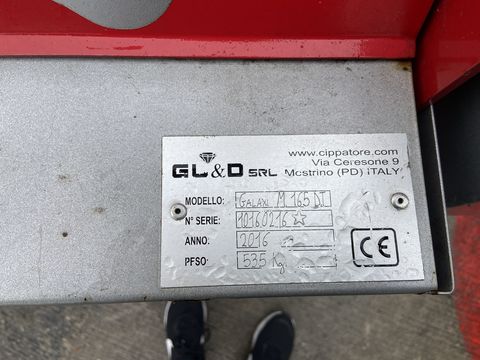 GL&D SRL
www.cippatore.com
Via Ceresone 9
Mestrino (PD) ITALY
MODELLO: GALAXI M 165 DT
N° SERIE: 10160216☆
ANNO: 2016
PESO: 535 Kg
CE